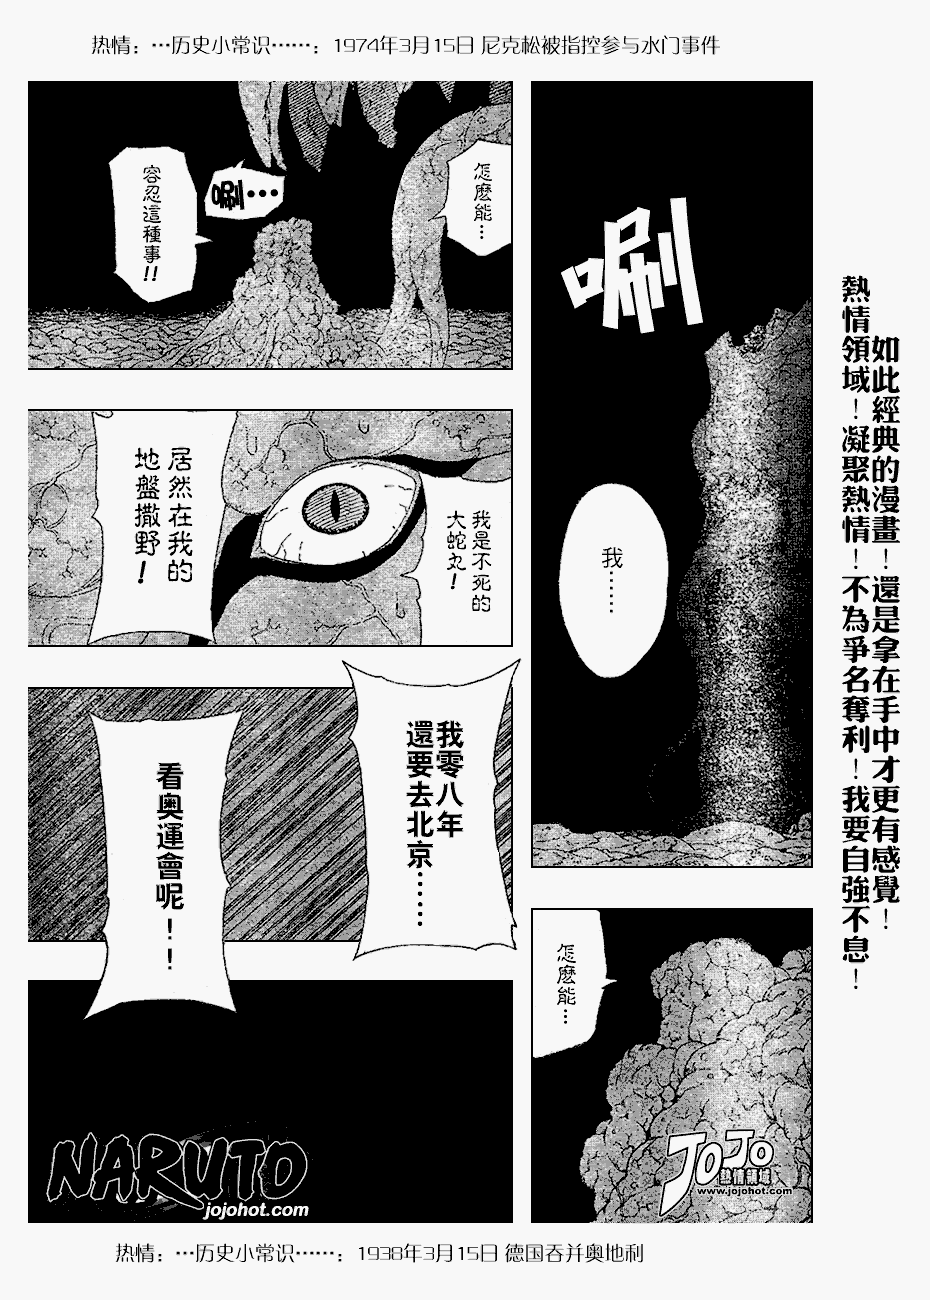 热情：…历史小常识……：1974年3月15日 尼克松被指控参与水门事件
如此經典的漫畫！還是拿在手中才更有感覺！
熱情領域！凝聚熱情！不為爭名奪利！我要自強不息！
唰
我……
怎麼能…
怎麼能…
唰…
容忍這種事!!
我是不死的
大蛇丸！
居然在我的
地盤撒野！
我零八年
還要去北京……
看奧運會呢！！
NARUTO
jojohot.com
JOJO
熱情領域
www.jojohot.com
热情：…历史小常识……：1938年3月15日 德国吞并奥地利